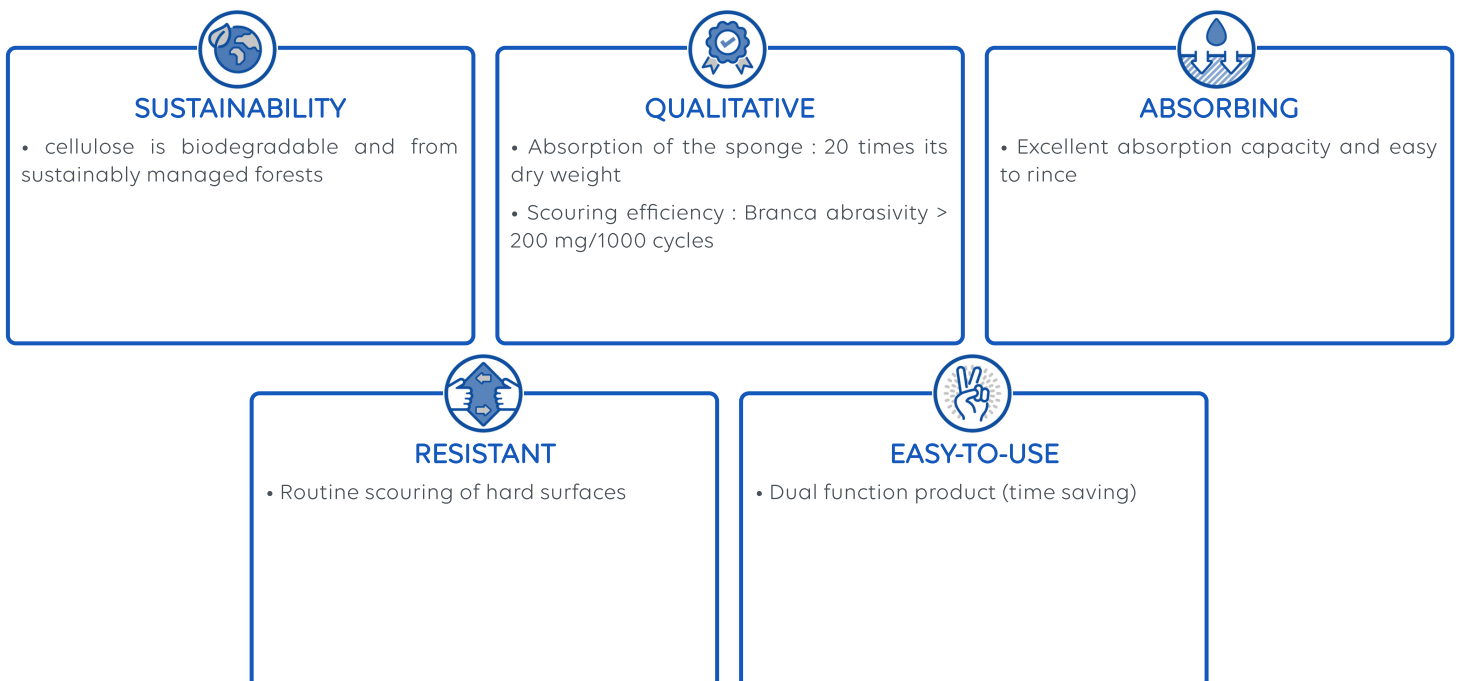 SUSTAINABILITY
• cellulose is biodegradable and from
sustainably managed forests
QUALITATIVE
• Absorption of the sponge : 20 times its
dry weight
• Scouring efficiency : Branca abrasivity >
200 mg/1000 cycles
ABSORBING
• Excellent absorption capacity and easy
to rince
RESISTANT
• Routine scouring of hard surfaces
EASY-TO-USE
• Dual function product (time saving)